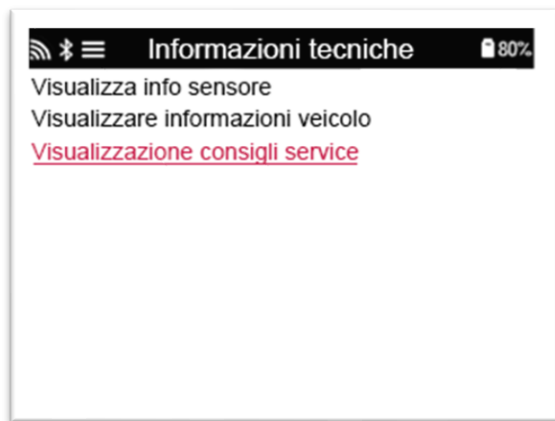 Informazioni tecniche 80%
Visualizza info sensore
Visualizzare informazioni veicolo
Visualizzazione consigli service